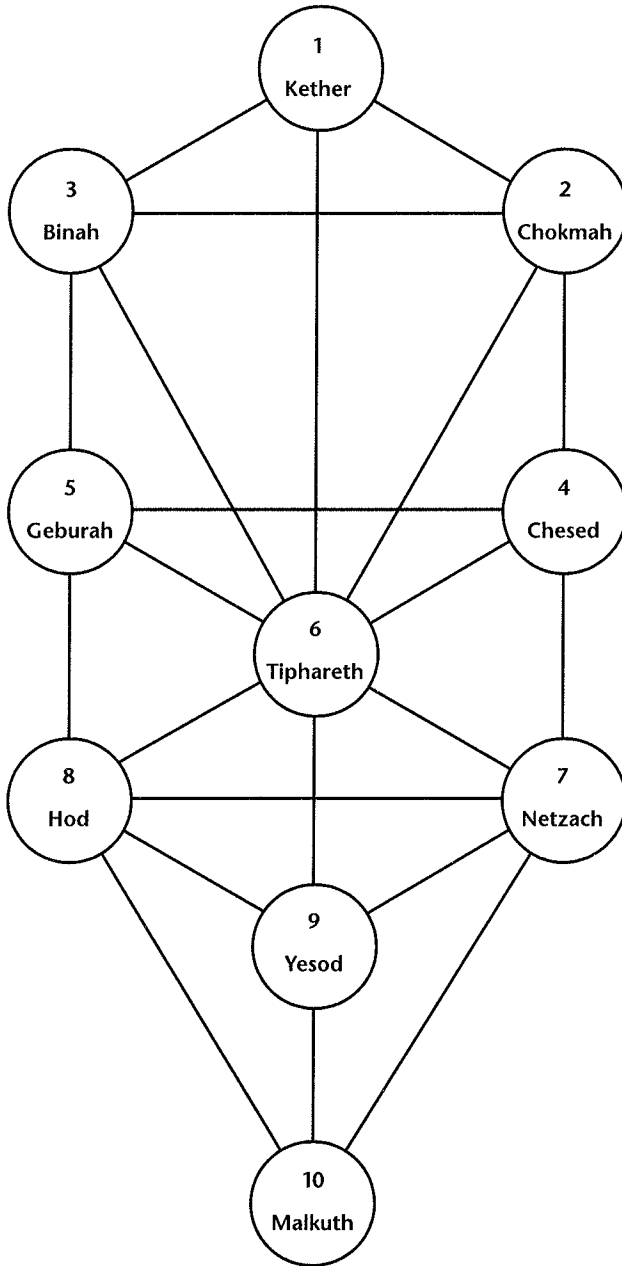 1
Kether
3
Binah
2
Chokmah
5
Geburah
4
Chesed
6
Tiphareth
8
Hod
7
Netzach
9
Yesod
10
Malkuth